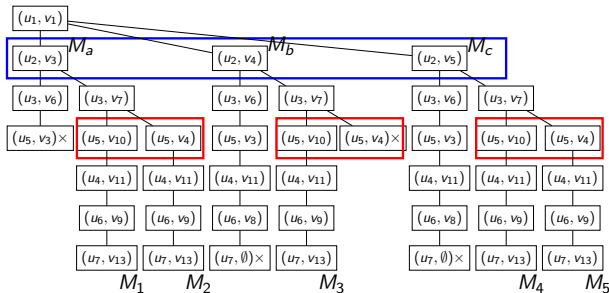 (u₁, v₁)
(u₂, v₃) Mₐ (u₂, v₄) M_b (u₂, v₅) M_c
(u₃, v₆) (u₃, v₇) (u₃, v₆) (u₃, v₇) (u₃, v₆) (u₃, v₇)
(u₅, v₃)× (u₅, v₁₀) (u₅, v₄) (u₅, v₃) (u₅, v₁₀) (u₅, v₄)× (u₅, v₃) (u₅, v₁₀) (u₅, v₄)
(u₄, v₁₁) (u₄, v₁₁) (u₄, v₁₁) (u₄, v₁₁) (u₄, v₁₁) (u₄, v₁₁) (u₄, v₁₁)
(u₆, v₉) (u₆, v₉) (u₆, v₈) (u₆, v₉) (u₆, v₈) (u₆, v₉) (u₆, v₉)
(u₇, v₁₃) (u₇, v₁₃) (u₇, ∅)× (u₇, v₁₃) (u₇, ∅)× (u₇, v₁₃) (u₇, v₁₃)
M₁ M₂ M₃ M₄ M₅